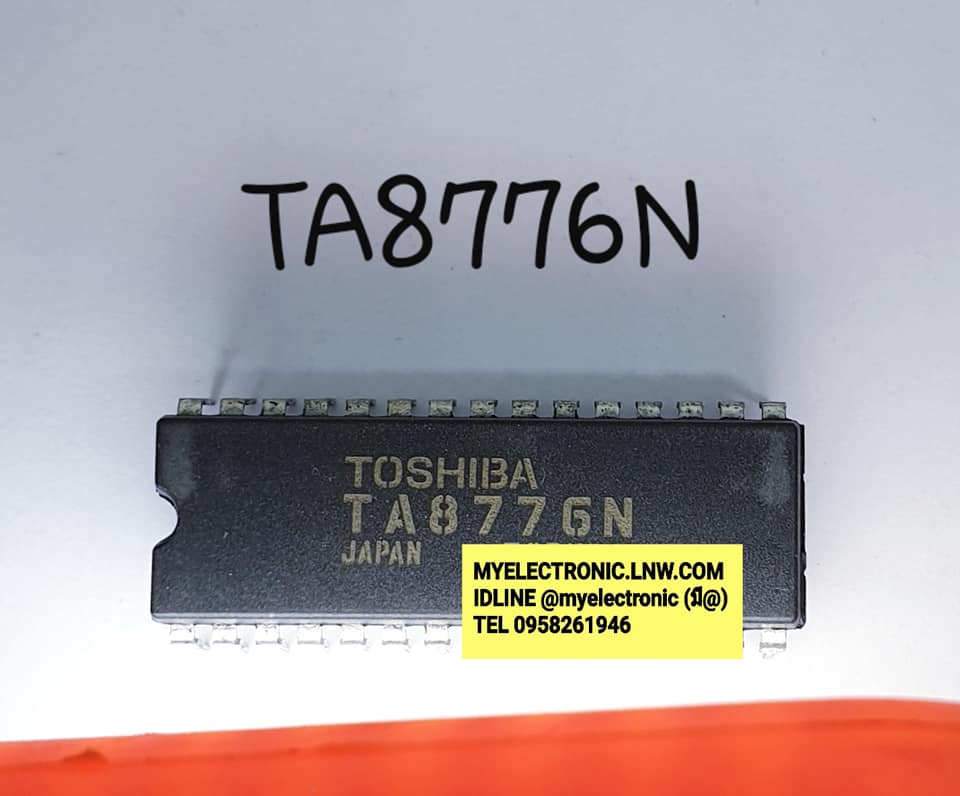 TA8776N
TOSHIBA
TA8776N
JAPAN
MYELECTRONIC.LNW.COM
IDLINE @myelectronic (มี@)
TEL 0958261946